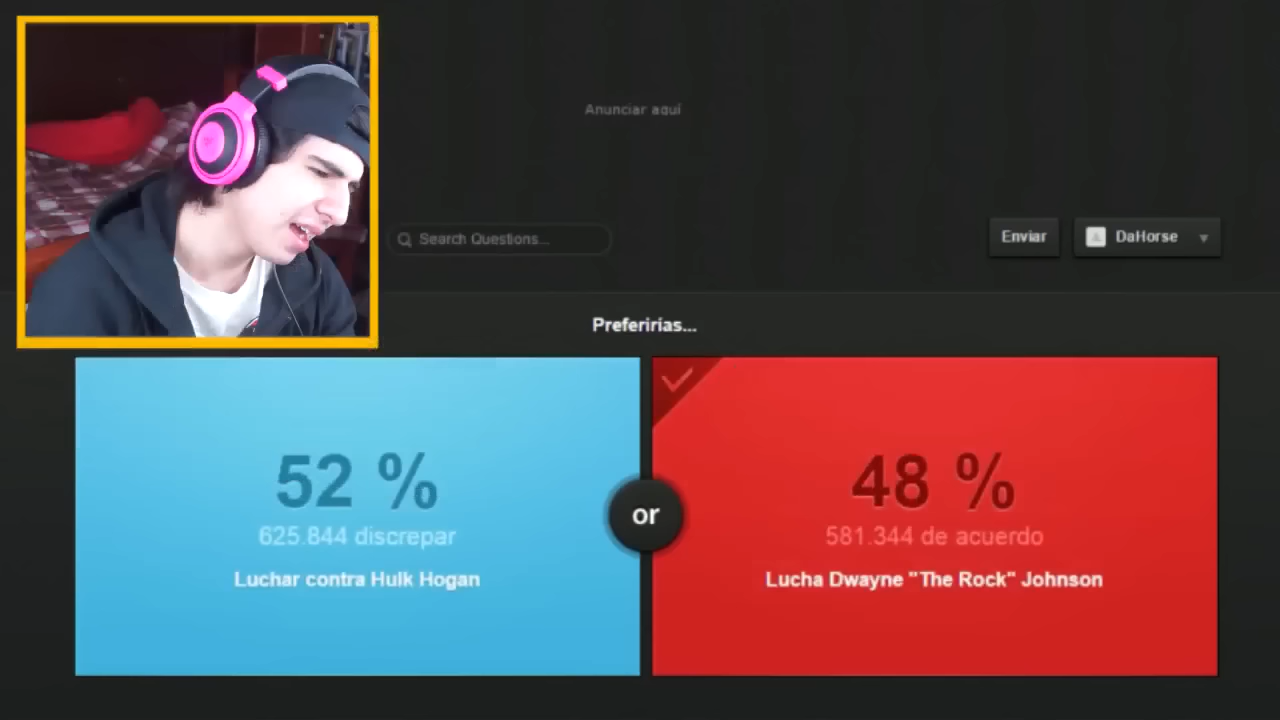 Anunciar aquí
Search Questions...
Enviar
DaHorse
Preferirías...
52 %
625.844 discrepar
Luchar contra Hulk Hogan
or
48 %
581.344 de acuerdo
Lucha Dwayne "The Rock" Johnson